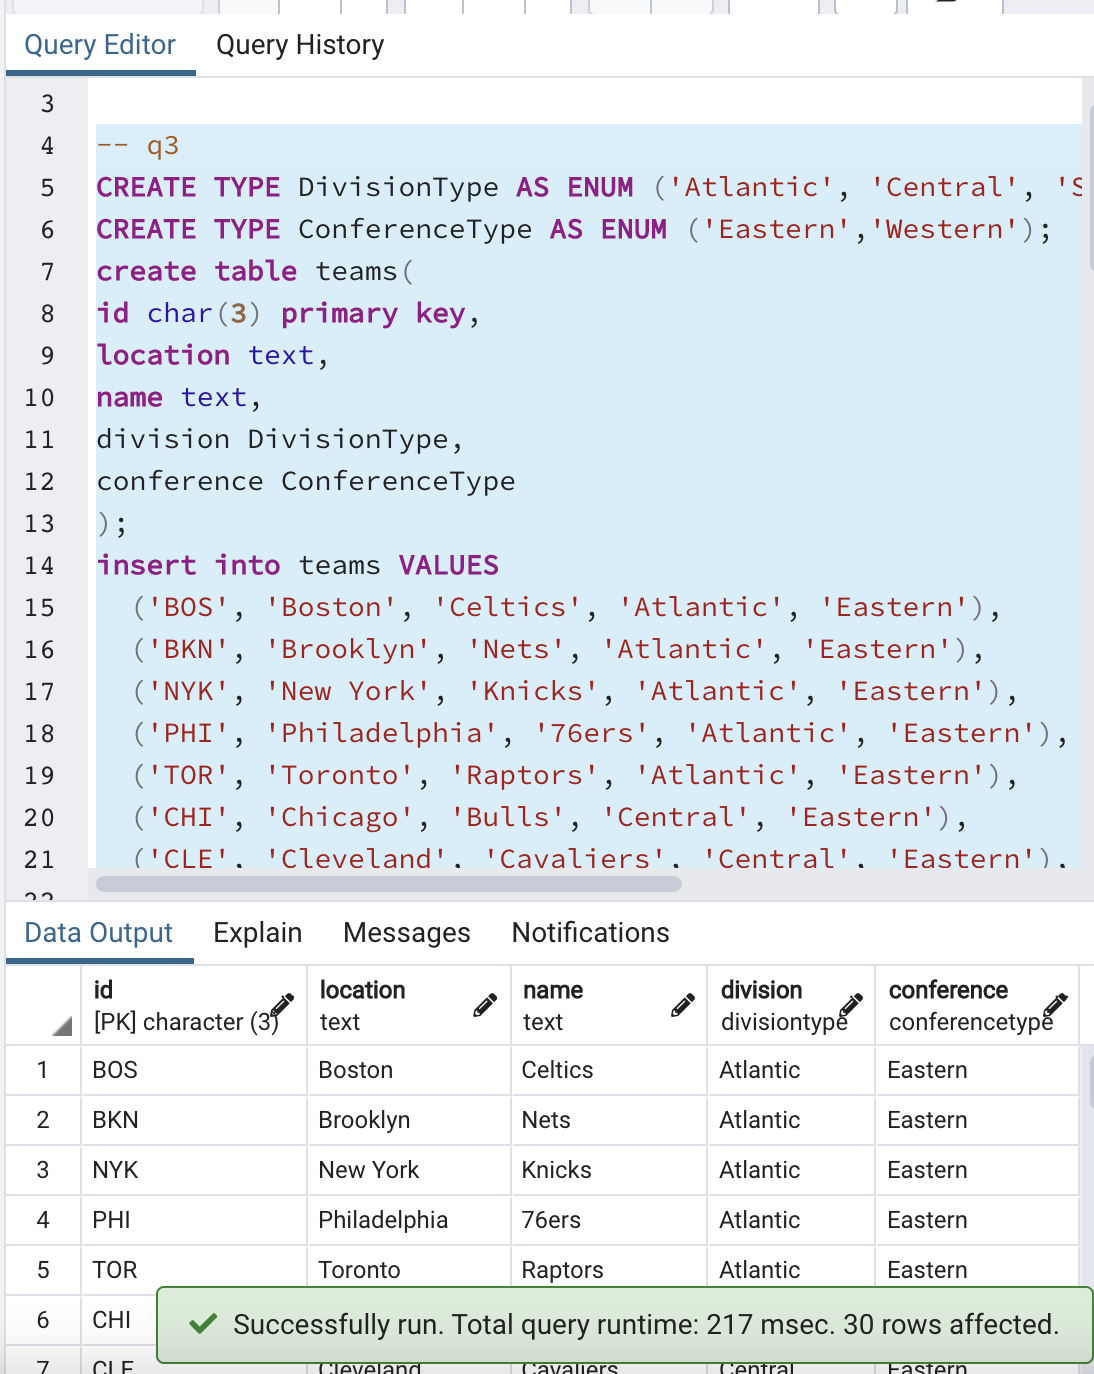 Query Editor Query History
3
4 -- q3
5 CREATE TYPE DivisionType AS ENUM ('Atlantic', 'Central', 'S
6 CREATE TYPE ConferenceType AS ENUM ('Eastern','Western');
7 create table teams(
8 id char(3) primary key,
9 location text,
10 name text,
11 division DivisionType,
12 conference ConferenceType
13 );
14 insert into teams VALUES
15 ('BOS', 'Boston', 'Celtics', 'Atlantic', 'Eastern'),
16 ('BKN', 'Brooklyn', 'Nets', 'Atlantic', 'Eastern'),
17 ('NYK', 'New York', 'Knicks', 'Atlantic', 'Eastern'),
18 ('PHI', 'Philadelphia', '76ers', 'Atlantic', 'Eastern'),
19 ('TOR', 'Toronto', 'Raptors', 'Atlantic', 'Eastern'),
20 ('CHI', 'Chicago', 'Bulls', 'Central', 'Eastern'),
21 ('CLE', 'Cleveland', 'Cavaliers', 'Central', 'Eastern'),
22
Data Output Explain Messages Notifications
id location name division conference
[PK] character (3) text text divisiontype conferencetype
1 BOS Boston Celtics Atlantic Eastern
2 BKN Brooklyn Nets Atlantic Eastern
3 NYK New York Knicks Atlantic Eastern
4 PHI Philadelphia 76ers Atlantic Eastern
5 TOR Toronto Raptors Atlantic Eastern
6 CHI
Successfully run. Total query runtime: 217 msec. 30 rows affected.
7 CLE Cleveland Cavaliers Central Eastern